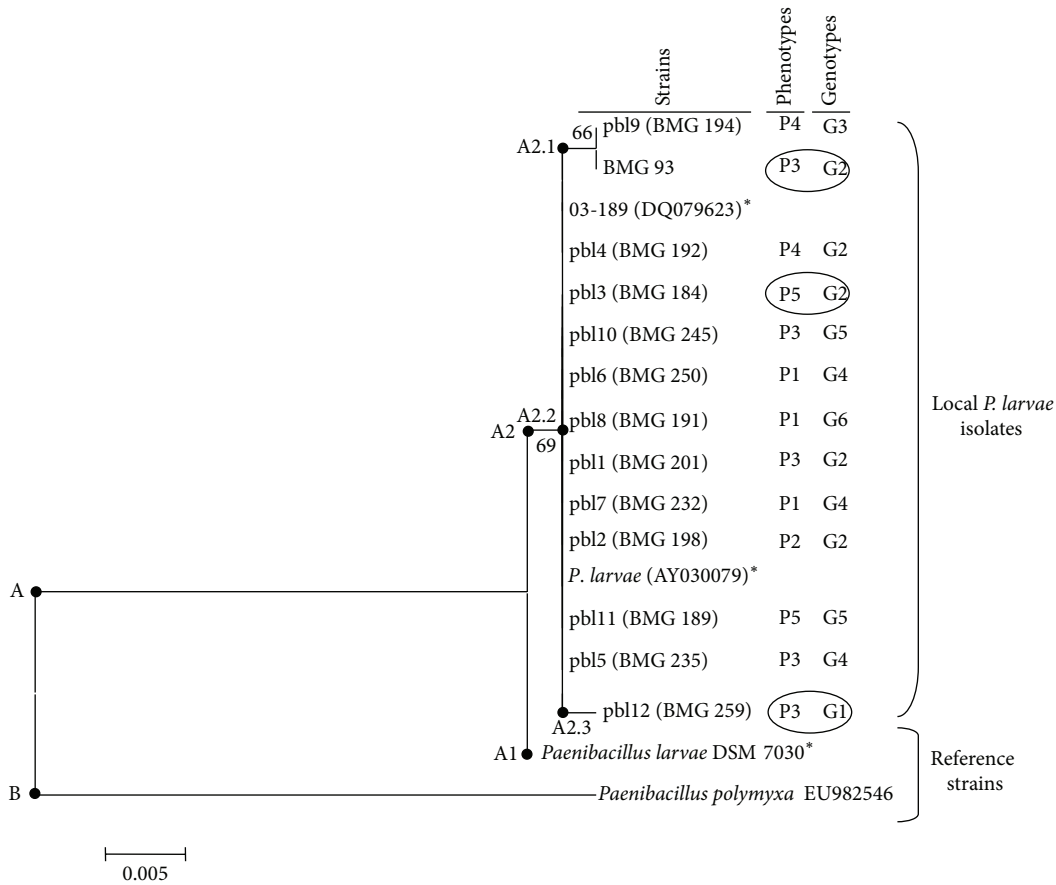 Strains Phenotypes Genotypes
66 pbl9 (BMG 194) P4 G3
A2.1
BMG 93 P3 G2
03-189 (DQ079623)*
pbl4 (BMG 192) P4 G2
pbl3 (BMG 184) P5 G2
pbl10 (BMG 245) P3 G5
pbl6 (BMG 250) P1 G4
A2.2 pbl8 (BMG 191) P1 G6
Local P. larvae
isolates
A2
69
pbl1 (BMG 201) P3 G2
pbl7 (BMG 232) P1 G4
pbl2 (BMG 198) P2 G2
P. larvae (AY030079)*
A
pbl11 (BMG 189) P5 G5
pbl5 (BMG 235) P3 G4
pbl12 (BMG 259) P3 G1
A2.3
A1 Paenibacillus larvae DSM 7030*
Reference
strains
B Paenibacillus polymyxa EU982546
0.005